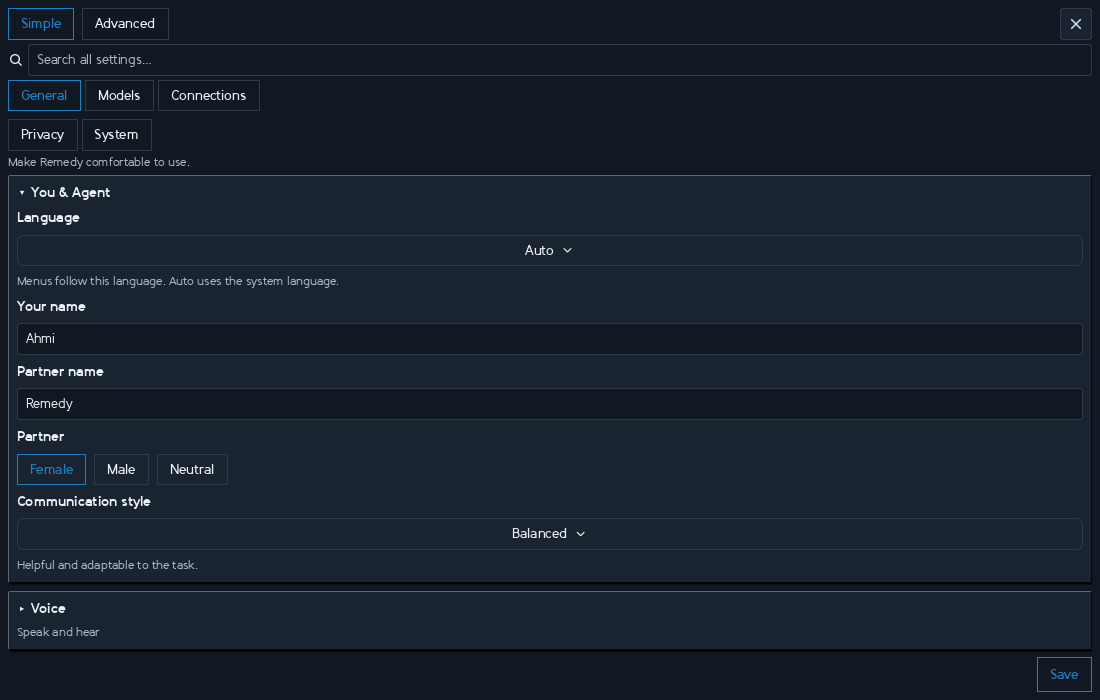 Simple Advanced
Search all settings...
General Models Connections
Privacy System
Make Remedy comfortable to use.
You & Agent
Language
Auto
Menus follow this language. Auto uses the system language.
Your name
Ahmi
Partner name
Remedy
Partner
Female Male Neutral
Communication style
Balanced
Helpful and adaptable to the task.
Voice
Speak and hear
Save